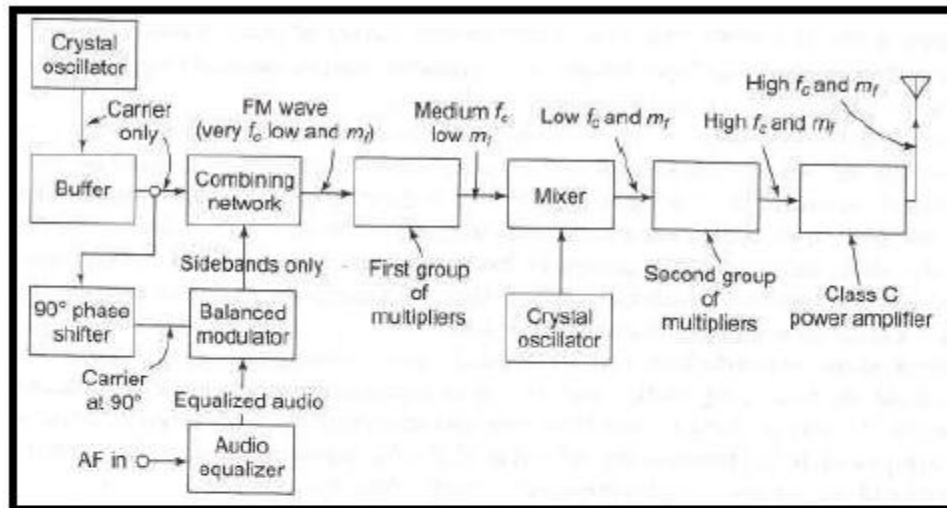 Crystal
oscillator
Carrier
only
Buffer
FM wave
(very f_c low and m_f)
Combining
network
Medium f_c
low m_f
Mixer
Low f_c and m_f
High f_c and m_f
High f_c and m_f
Sidebands only
First group
of
multipliers
Crystal
oscillator
Second group
of
multipliers
Class C
power amplifier
90° phase
shifter
Carrier
at 90°
Balanced
modulator
Equalized audio
AF in
Audio
equalizer